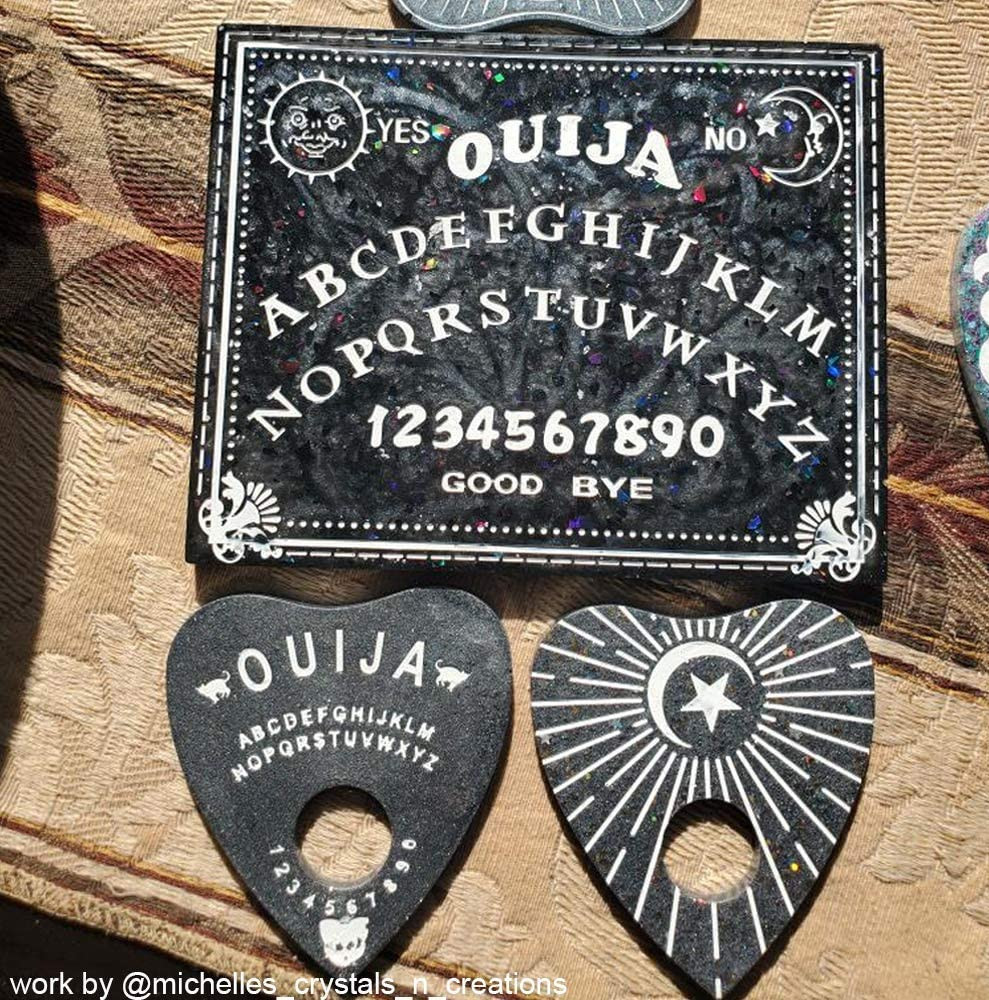 YES OUIJA NO
ABCDEFGHIJKLM
NOPQRSTUVWXYZ
1234567890
GOOD BYE
OUIJA
ABCDEFGHIJKLM
NOPQRSTUVWXYZ
1234567890
work by @michelles_crystals_n_creations